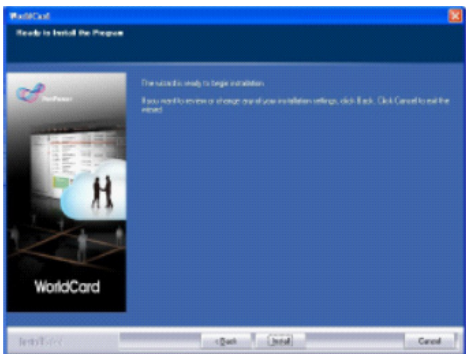 WorldCard
Ready to Install the Program
The wizard is ready to begin installation.
If you want to review or change any of your installation settings, click Back. Click Cancel to exit the
wizard.
WorldCard
< Back
Install
Cancel